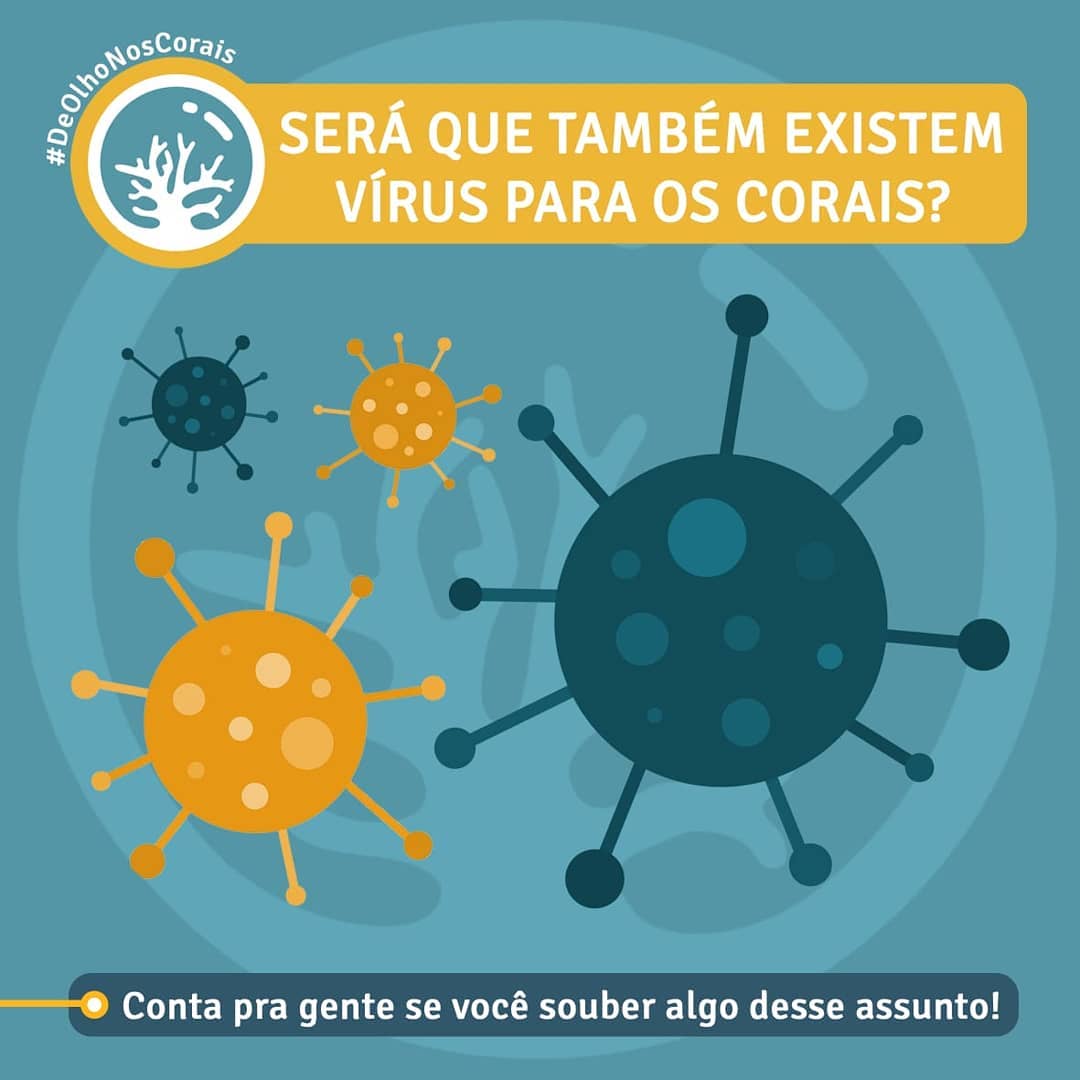 #DeOlhoNosCorais
SERÁ QUE TAMBÉM EXISTEM
VÍRUS PARA OS CORAIS?
Conta pra gente se você souber algo desse assunto!